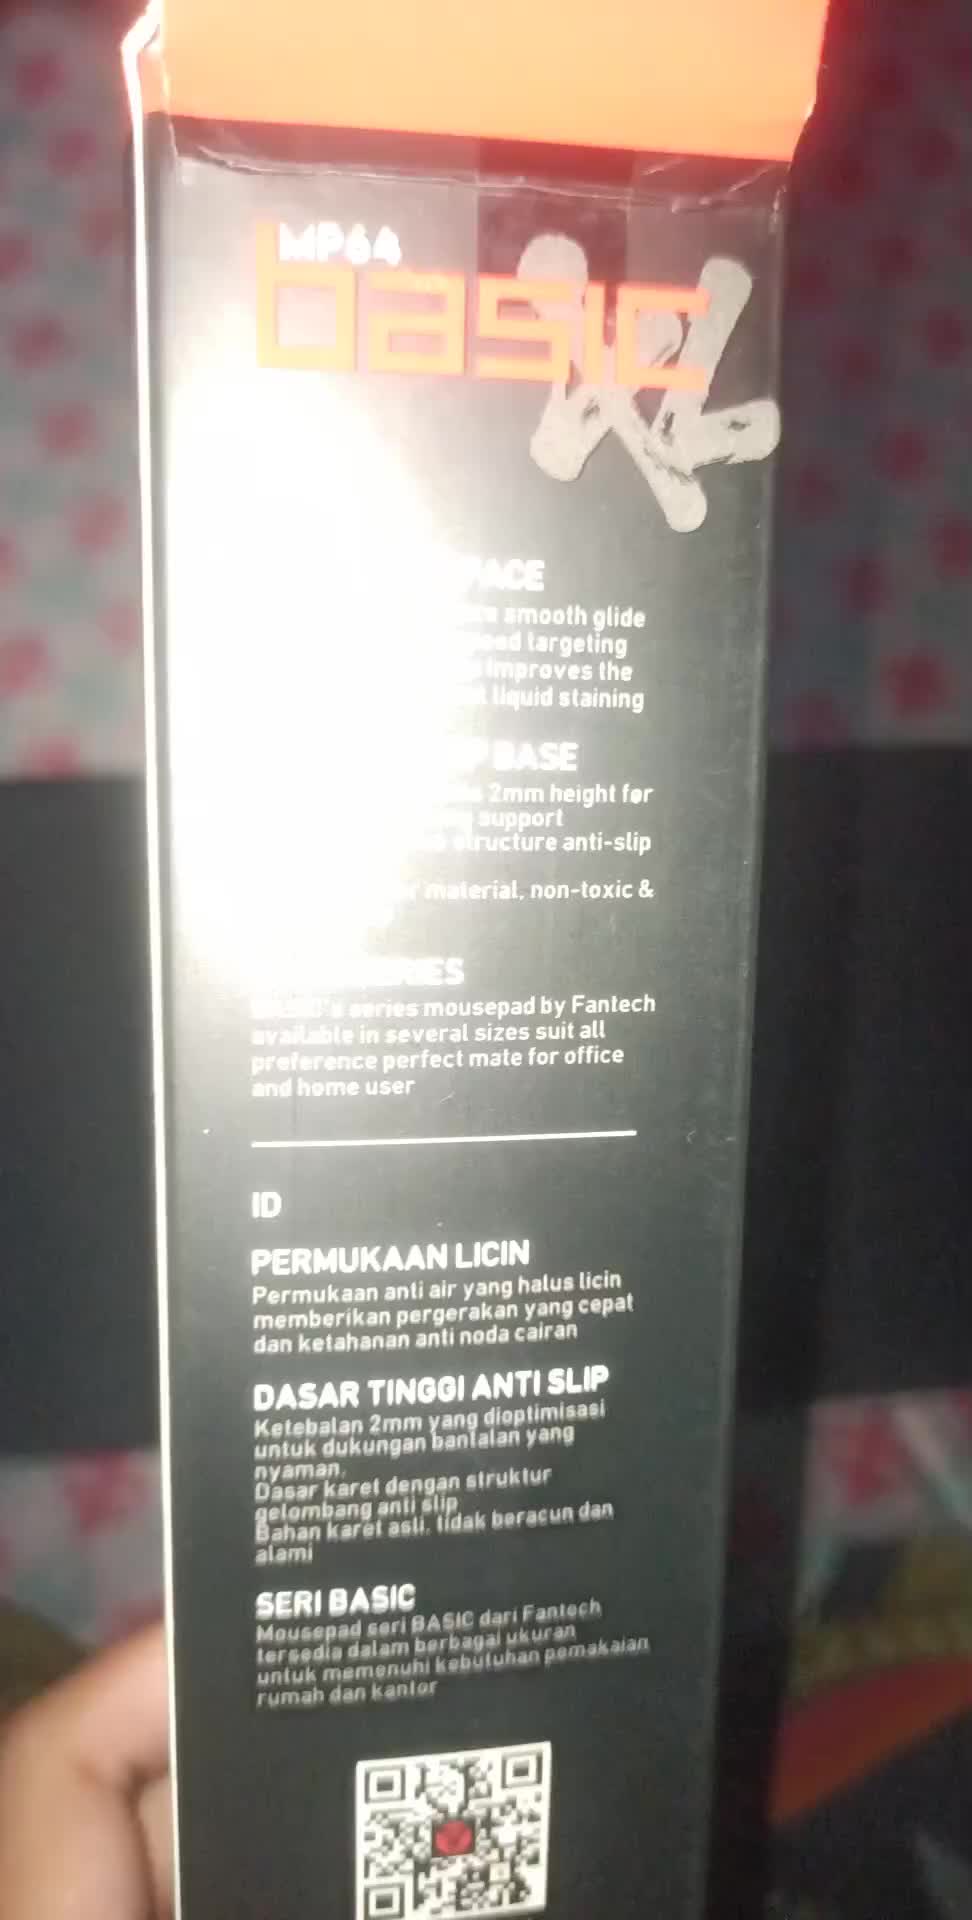 MP64
basic
XL
smooth glide
targeting
improves the
liquid staining
BASE
2mm height for
support
structure anti-slip
material, non-toxic &
series mousepad by Fantech
available in several sizes suit all
preference perfect mate for office
and home user
ID
PERMUKAAN LICIN
Permukaan anti air yang halus licin
memberikan pergerakan yang cepat
dan ketahanan anti noda cairan
DASAR TINGGI ANTI SLIP
Ketebalan 2mm yang dioptimisasi
untuk dukungan bantalan yang
nyaman.
Dasar karet dengan struktur
gelombang anti slip
Bahan karet asli, tidak beracun dan
alami
SERI BASIC
Mousepad seri BASIC dari Fantech
tersedia dalam berbagai ukuran
untuk memenuhi kebutuhan pemakaian
rumah dan kantor